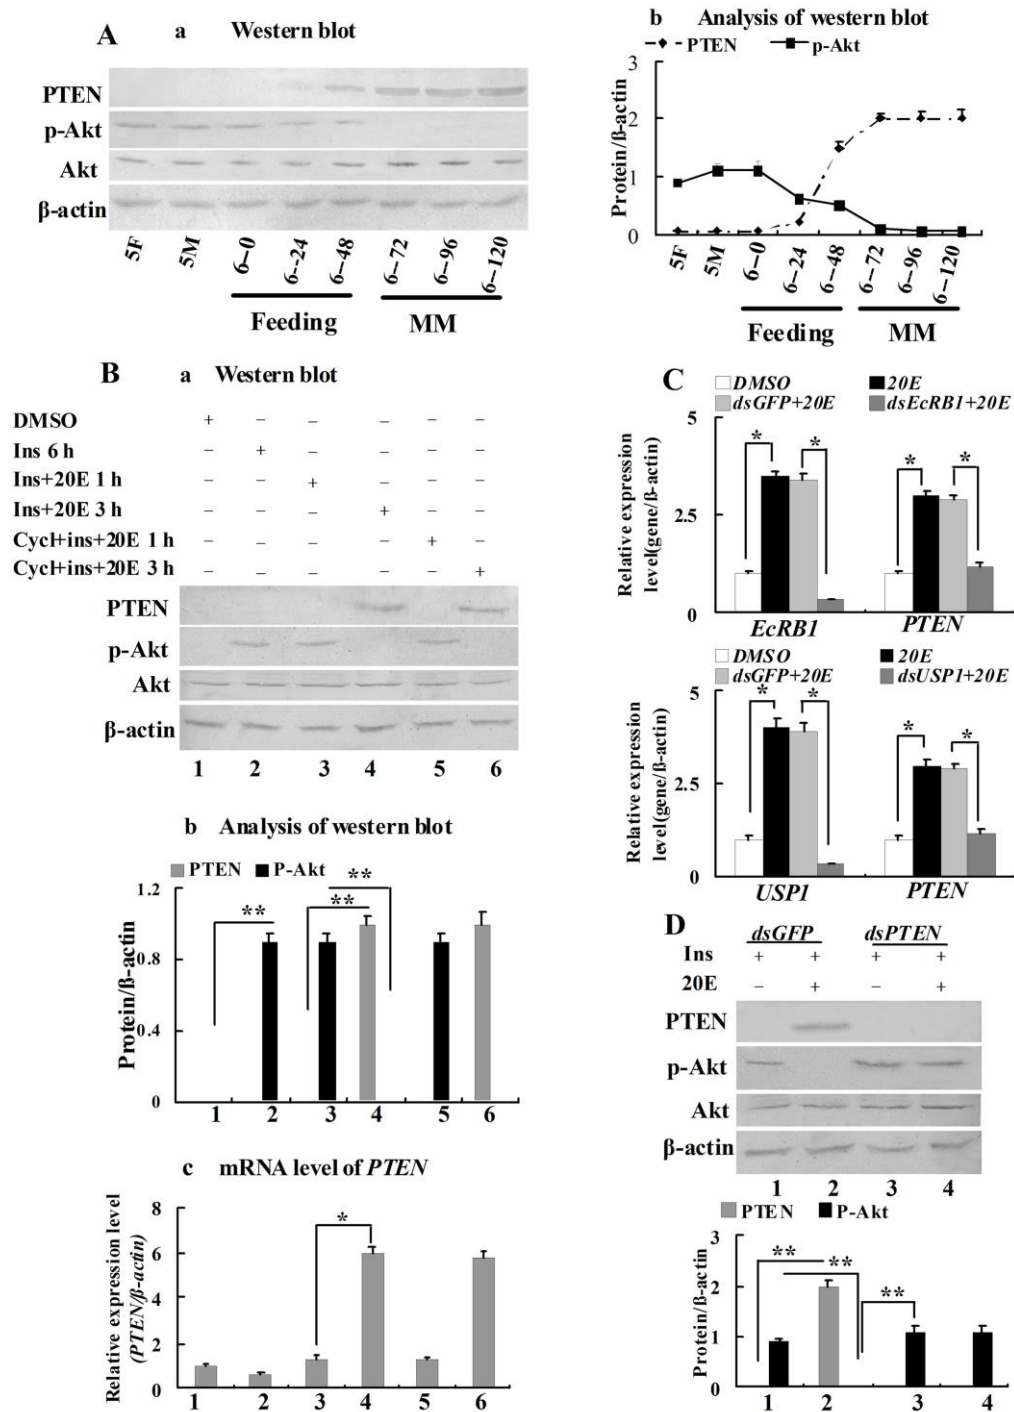 A a Western blot
PTEN
p-Akt
Akt
β-actin
5F 5M 6--0 6--24 6--48 6--72 6--96 6--120
Feeding MM
b Analysis of western blot
PTEN p-Akt
Protein/ß-actin
3
2
1
0
5F 5M 6--0 6--24 6--48 6--72 6--96 6--120
Feeding MM
B a Western blot
DMSO + – – – – –
Ins 6 h – + – – – –
Ins+20E 1 h – – + – – –
Ins+20E 3 h – – – + – –
Cycl+ins+20E 1 h – – – – + –
Cycl+ins+20E 3 h – – – – – +
PTEN
p-Akt
Akt
β-actin
1 2 3 4 5 6
b Analysis of western blot
PTEN P-Akt
Protein/ß-actin
1.2
0.8
0.4
0
** ** **
1 2 3 4 5 6
c mRNA level of PTEN
Relative expression level
(PTEN/β-actin)
8
6
4
2
0
*
1 2 3 4 5 6
C
DMSO 20E
dsGFP+20E dsEcRB1+20E
Relative expression
level(gene/ß-actin)
5
2.5
0
* * * *
EcRB1 PTEN
DMSO 20E
dsGFP+20E dsUSP1+20E
Relative expression
level(gene/ß-actin)
5
2.5
0
* * * *
USP1 PTEN
D dsGFP dsPTEN
Ins + + + +
20E – + – +
PTEN
p-Akt
Akt
β-actin
1 2 3 4
PTEN P-Akt
Protein/ß-actin
3
2
1
0
** ** **
1 2 3 4